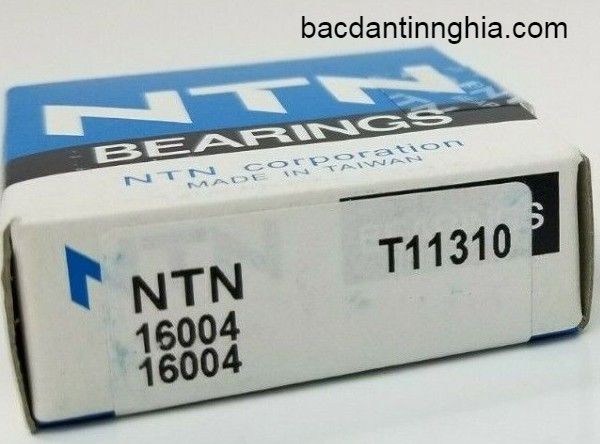 bacdantinnghia.com
NTN
BEARINGS
NTN corporation
MADE IN TAIWAN
NTN T11310
16004
16004